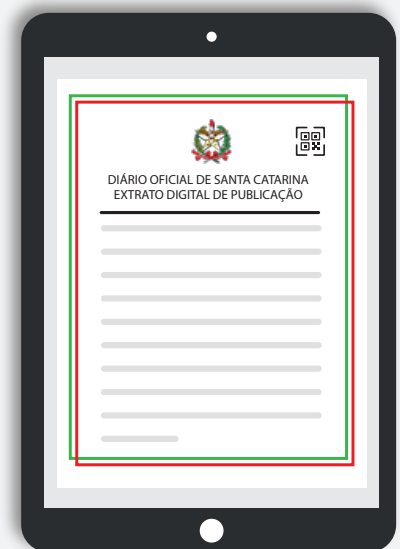 DIÁRIO OFICIAL DE SANTA CATARINA
EXTRATO DIGITAL DE PUBLICAÇÃO